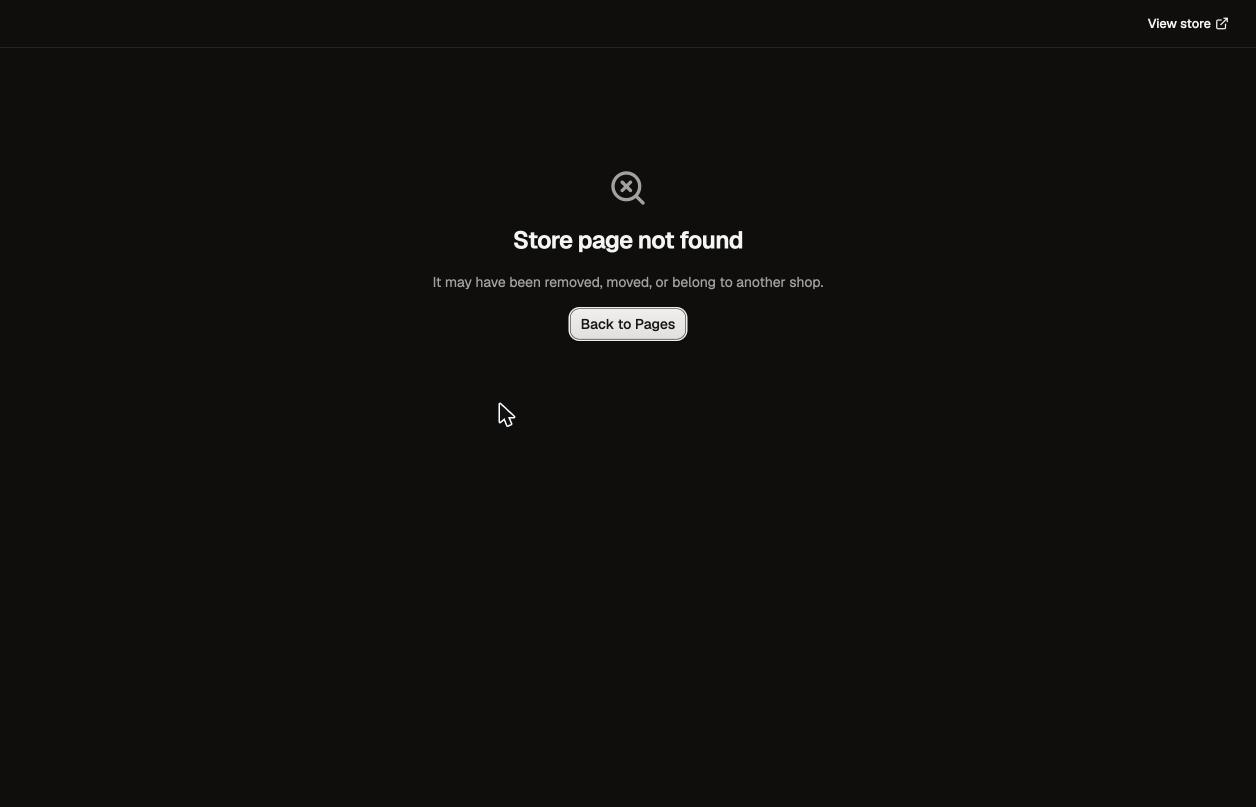 View store
Store page not found
It may have been removed, moved, or belong to another shop.
Back to Pages